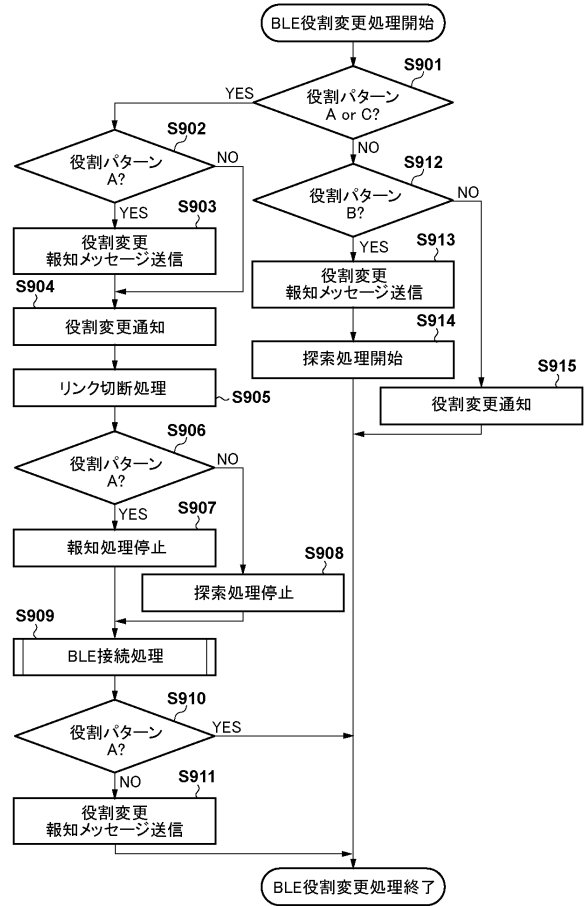 BLE役割変更処理開始
S901
役割パターン
A or C?
YES
NO
S902
役割パターン
A?
NO
YES
S903
役割変更
報知メッセージ送信
S904
役割変更通知
リンク切断処理
S905
S906
役割パターン
A?
NO
YES
S907
報知処理停止
S908
探索処理停止
S909
BLE接続処理
S910
役割パターン
A?
YES
NO
S911
役割変更
報知メッセージ送信
S912
役割パターン
B?
NO
YES
S913
役割変更
報知メッセージ送信
S914
探索処理開始
S915
役割変更通知
BLE役割変更処理終了